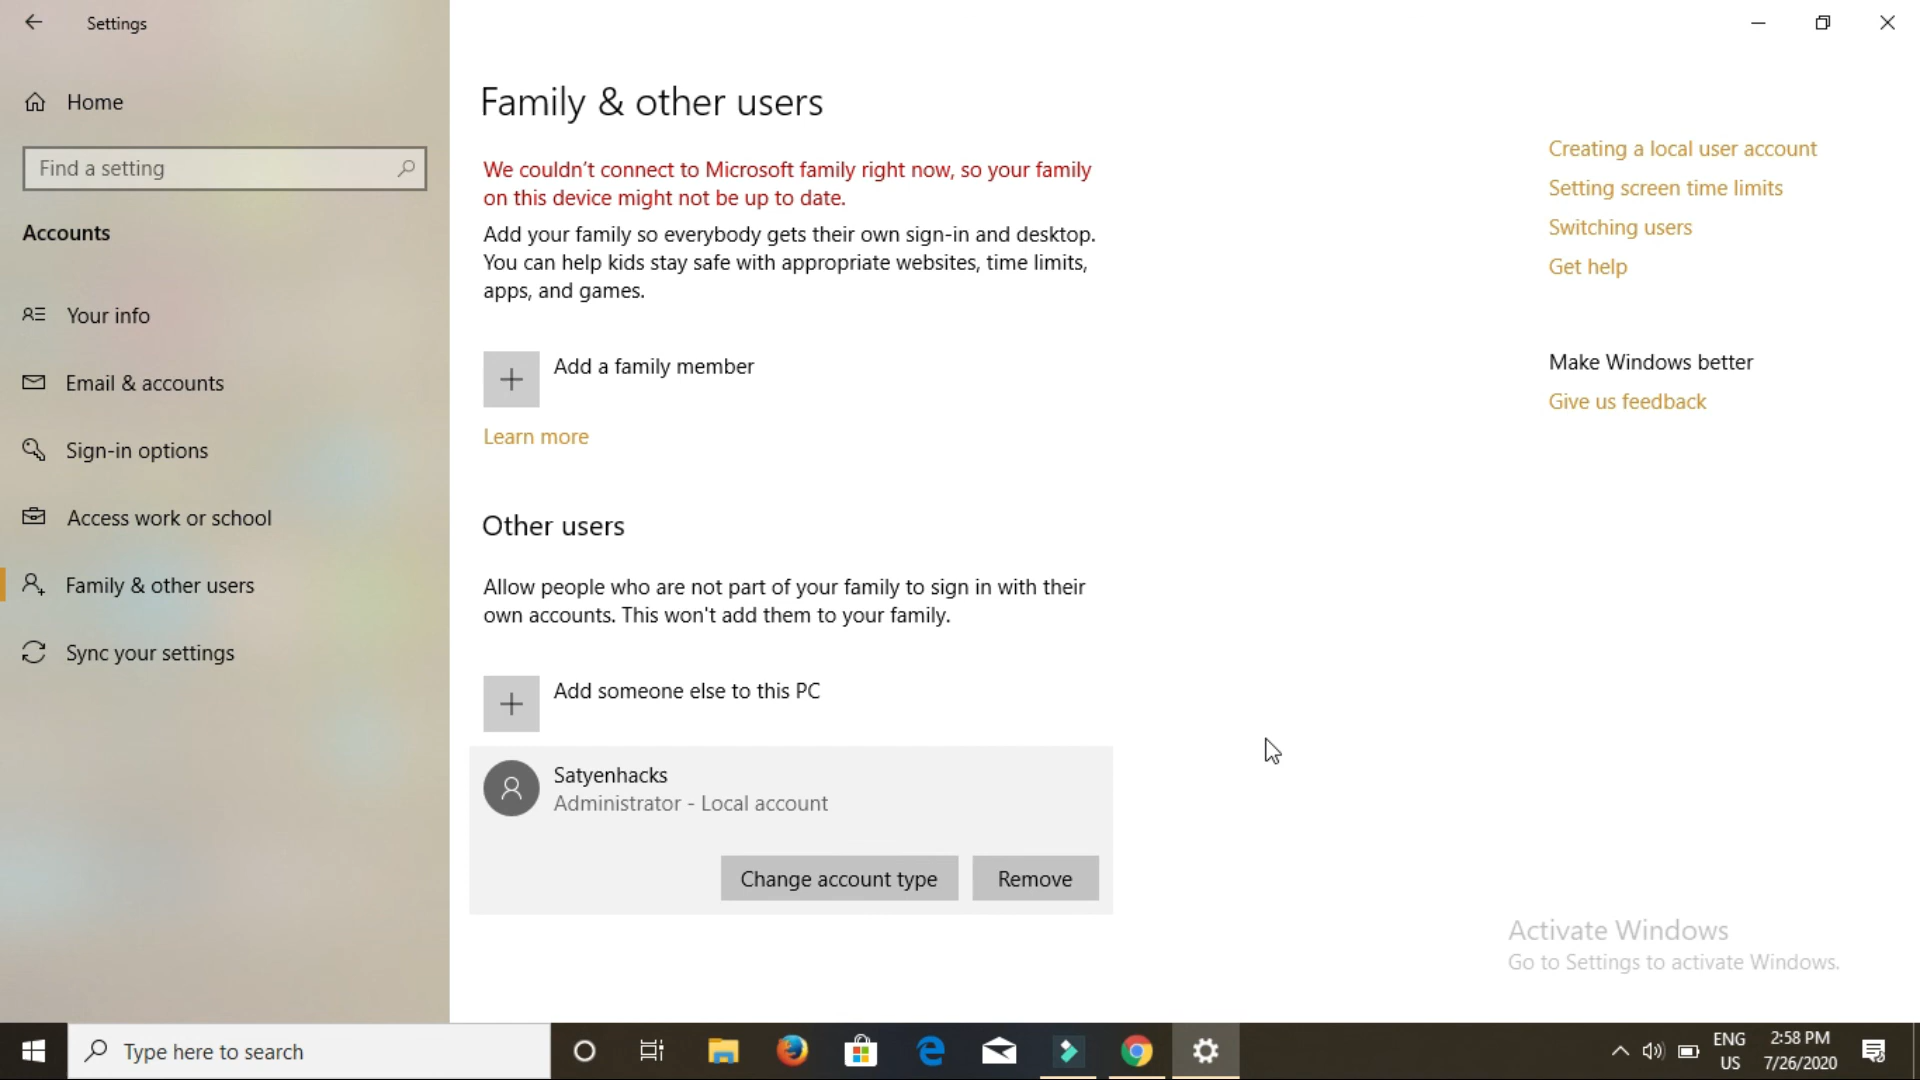 Settings
Home
Find a setting
Accounts
Your info
Email & accounts
Sign-in options
Access work or school
Family & other users
Sync your settings
Family & other users
We couldn't connect to Microsoft family right now, so your family
on this device might not be up to date.
Add your family so everybody gets their own sign-in and desktop.
You can help kids stay safe with appropriate websites, time limits,
apps, and games.
Add a family member
Learn more
Other users
Allow people who are not part of your family to sign in with their
own accounts. This won't add them to your family.
Add someone else to this PC
Satyenhacks
Administrator - Local account
Change account type
Remove
Creating a local user account
Setting screen time limits
Switching users
Get help
Make Windows better
Give us feedback
Activate Windows
Go to Settings to activate Windows.
Type here to search
ENG
US
2:58 PM
7/26/2020